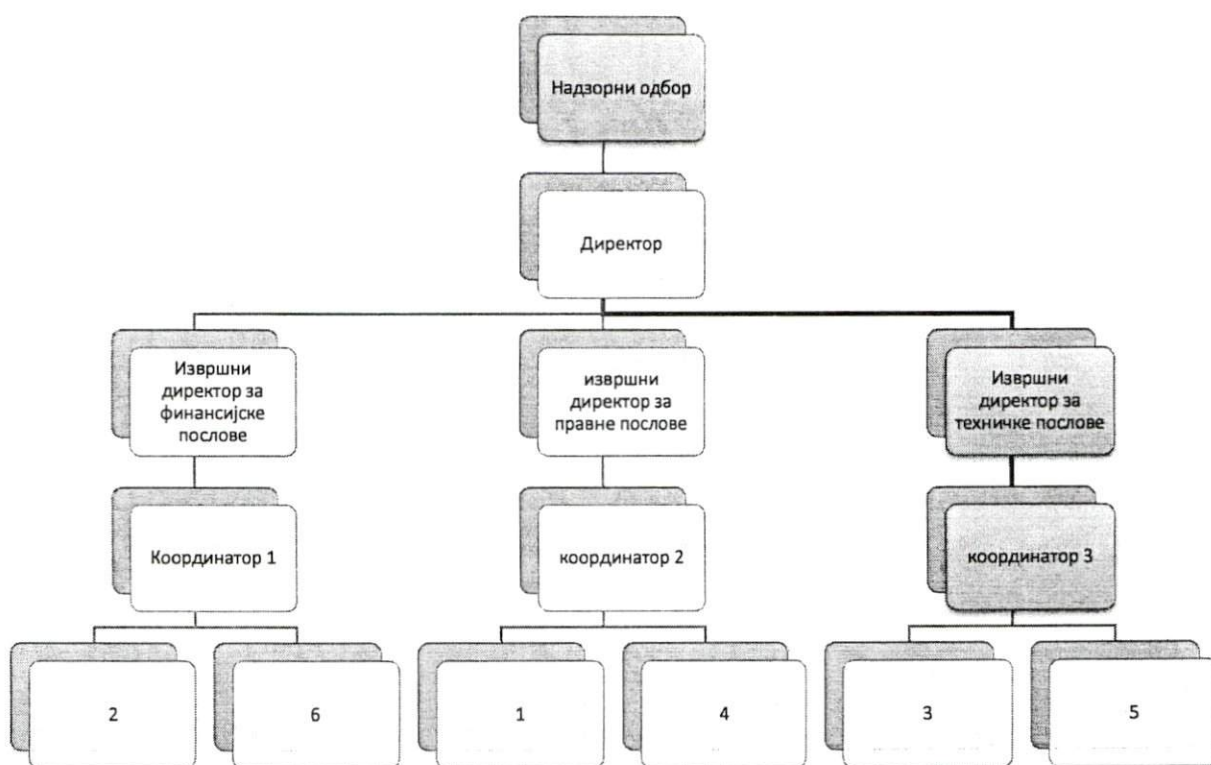 Надзорни одбор
Директор
Извршни
директор за
финансијске
послове
извршни
директор за
правне послове
Извршни
директор за
техничке послове
Координатор 1
координатор 2
координатор 3
2
6
1
4
3
5